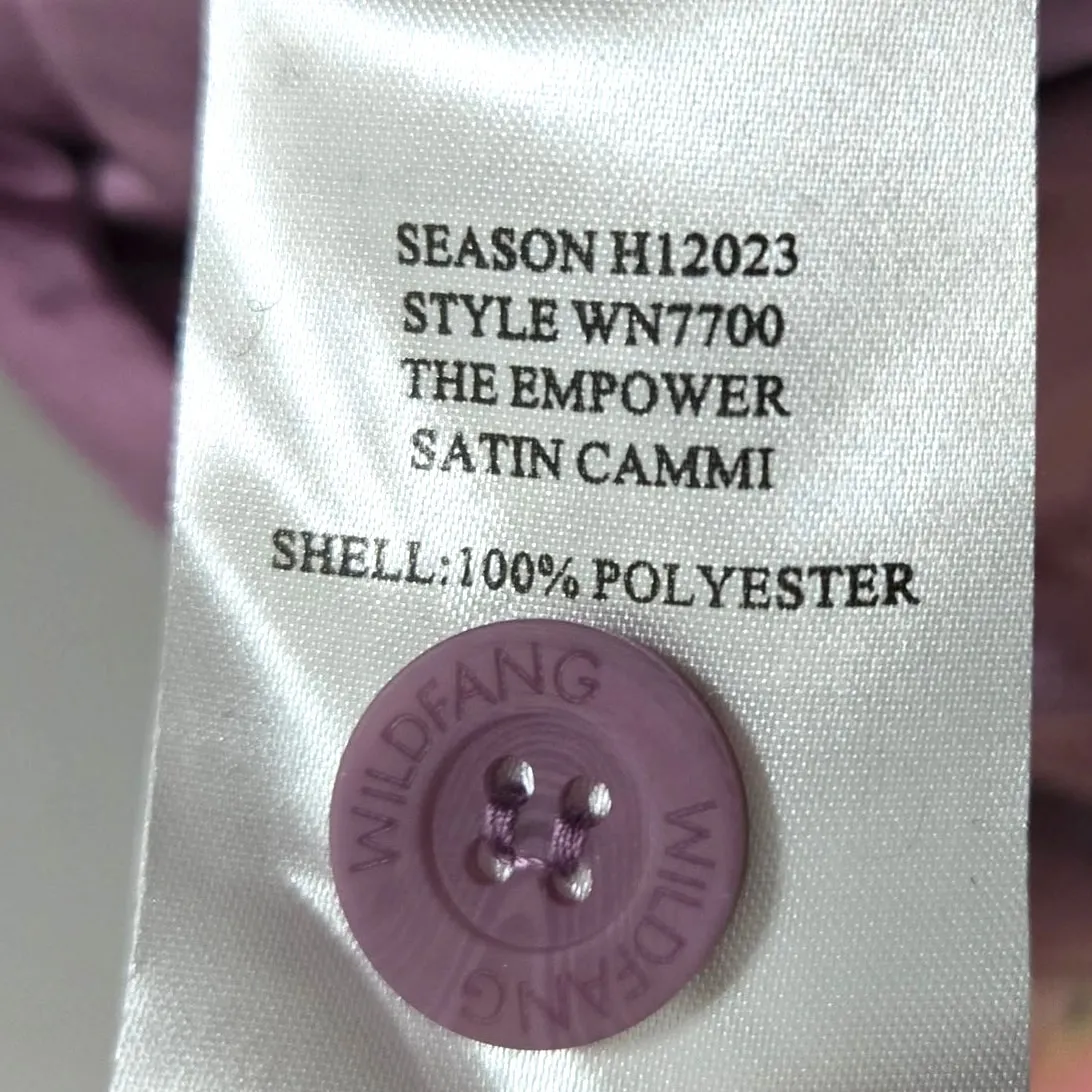 SEASON H12023
STYLE WN7700
THE EMPOWER
SATIN CAMMI
SHELL:100% POLYESTER
WILDFANG
WILDFANG